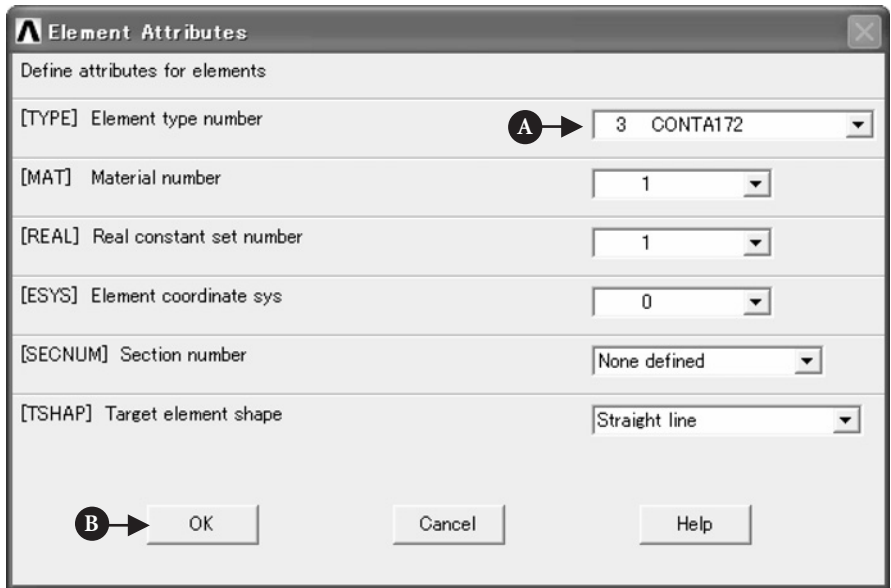 Element Attributes
Define attributes for elements
[TYPE] Element type number A 3 CONTA172
[MAT] Material number 1
[REAL] Real constant set number 1
[ESYS] Element coordinate sys 0
[SECNUM] Section number None defined
[TSHAP] Target element shape Straight line
B OK Cancel Help